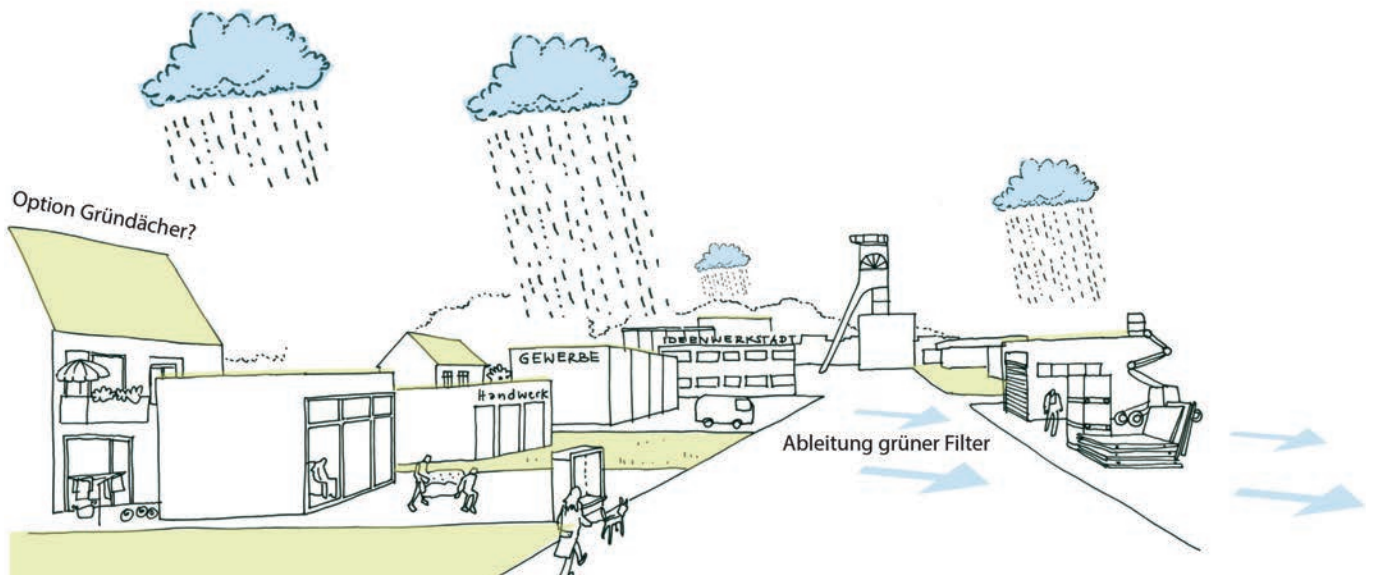 Option Gründächer?
IDEENWERKSTADT
GEWERBE
Handwerk
Ableitung grüner Filter